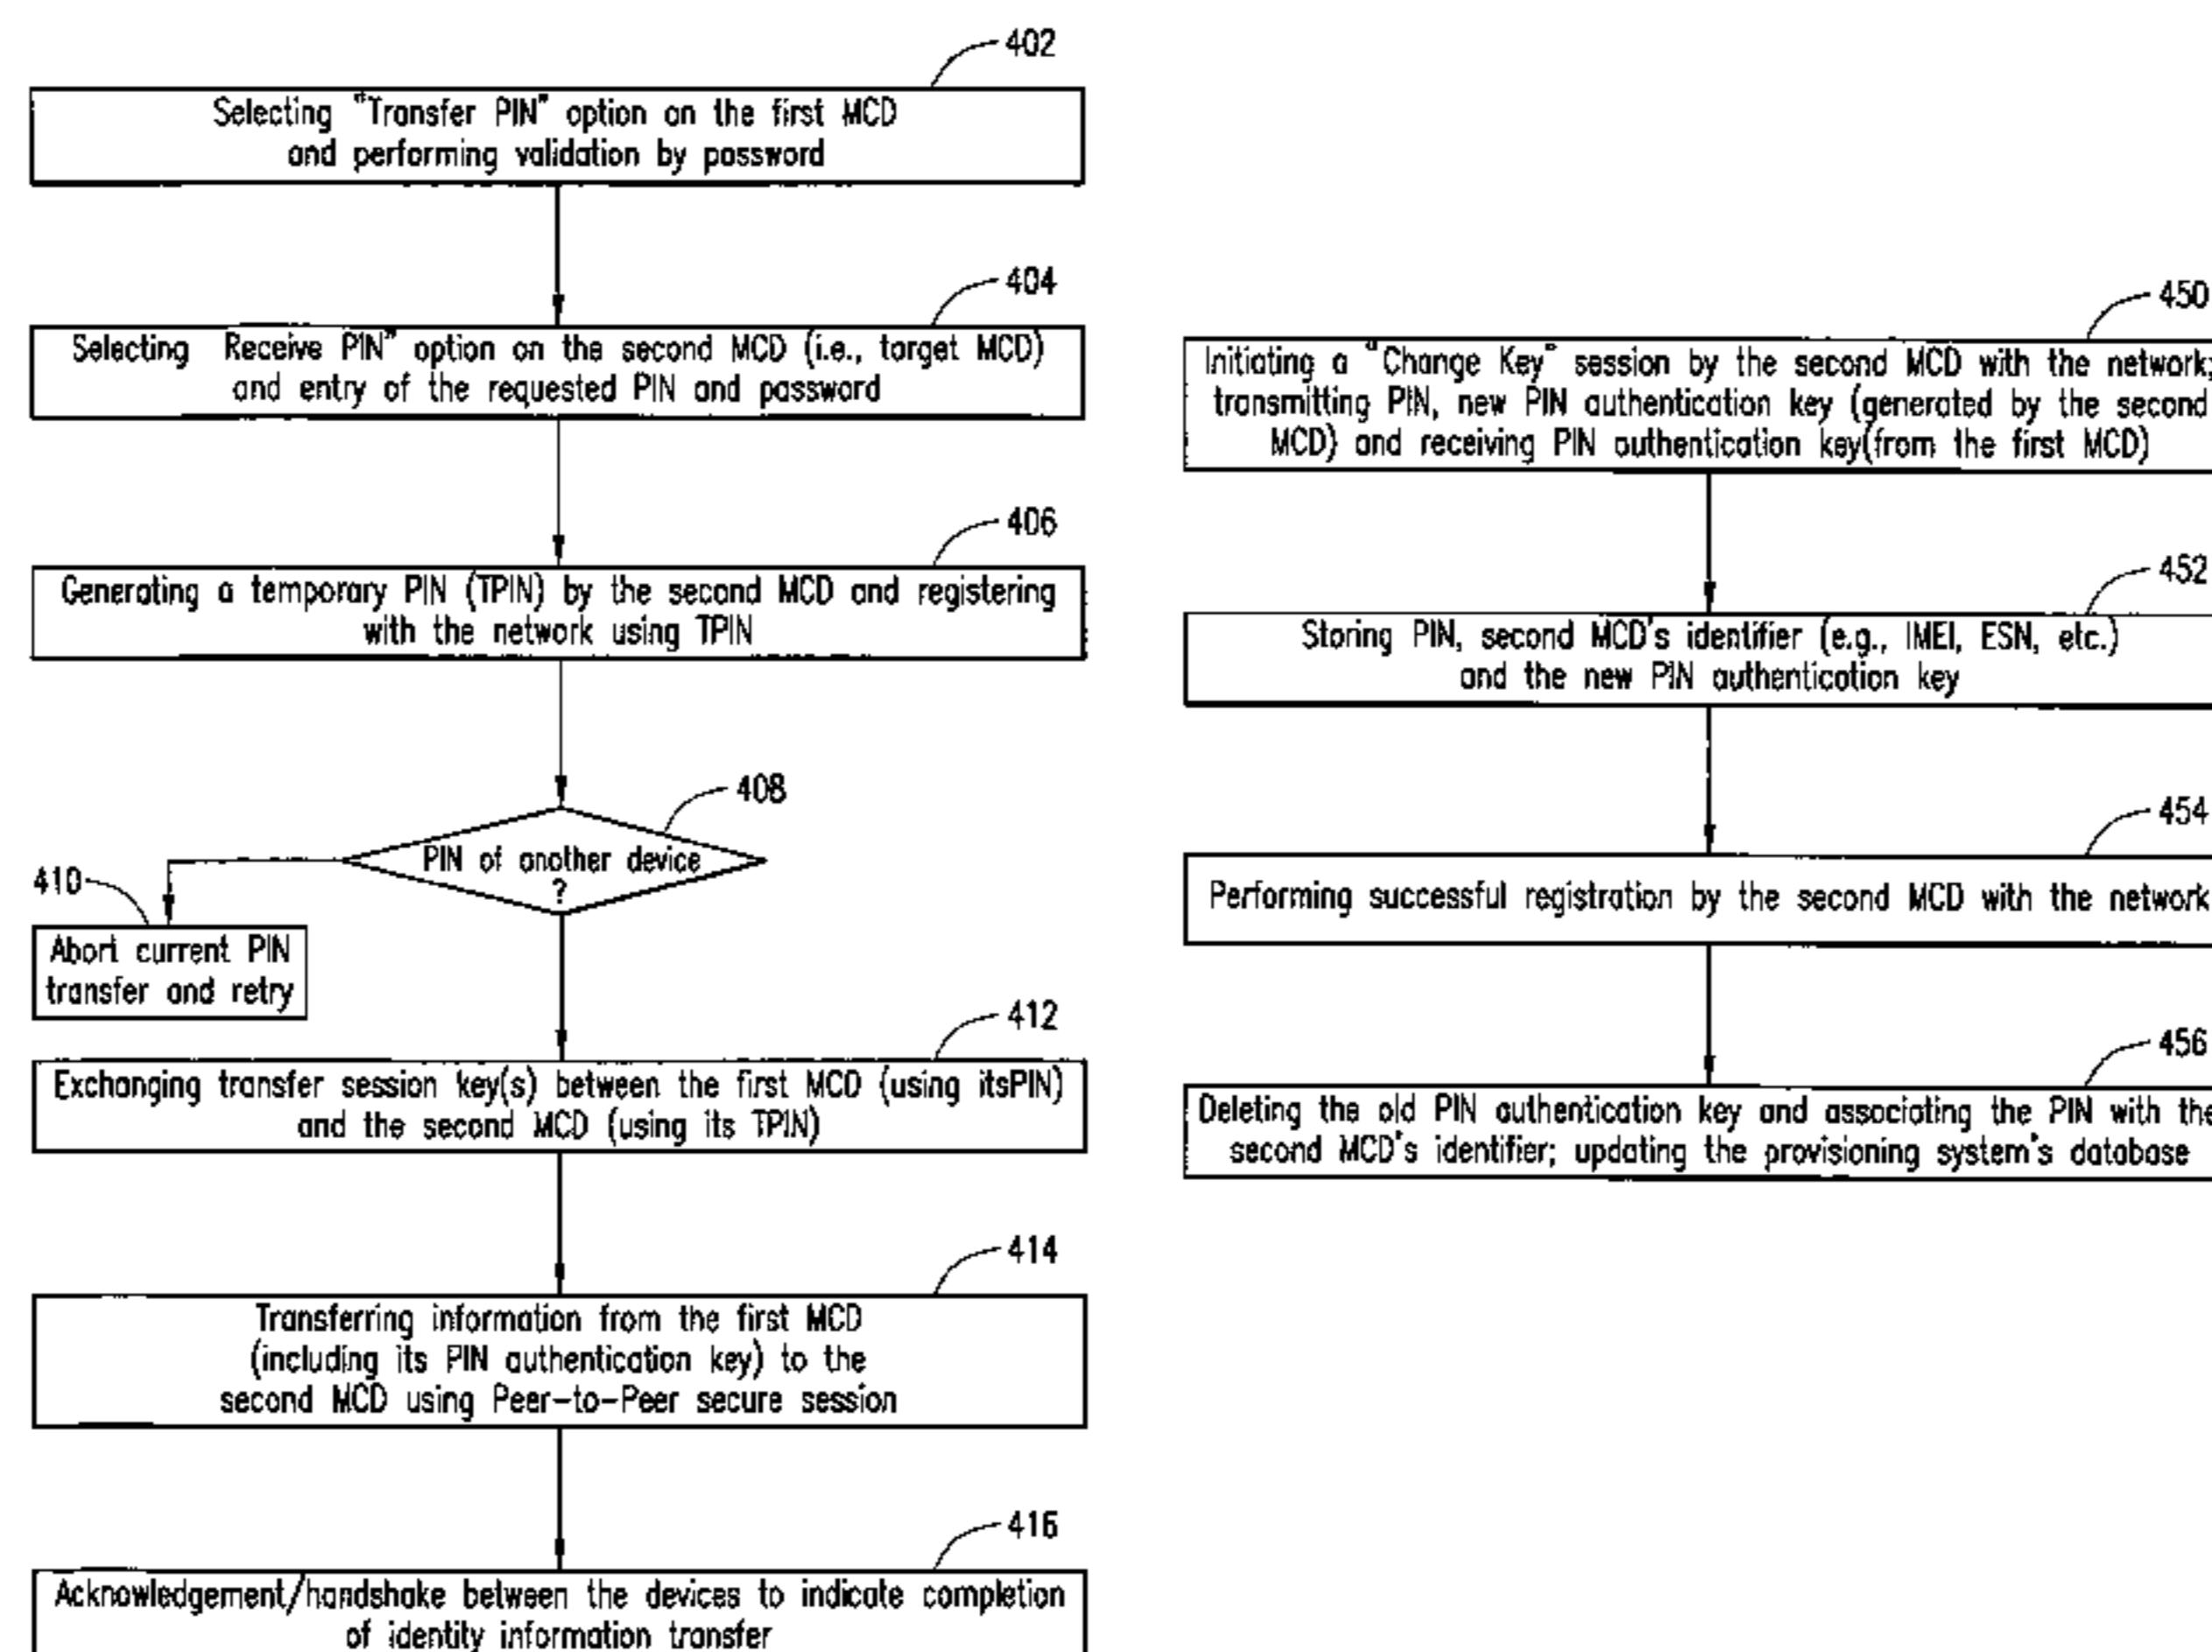 402
Selecting "Transfer PIN" option on the first MCD
and performing validation by password
404
Selecting Receive PIN" option on the second MCD (i.e., target MCD)
and entry of the requested PIN and password
406
Generating a temporary PIN (TPIN) by the second MCD and registering
with the network using TPIN
408
PIN of another device
?
410
Abort current PIN
transfer and retry
412
Exchanging transfer session key(s) between the first MCD (using itsPIN)
and the second MCD (using its TPIN)
414
Transferring information from the first MCD
(including its PIN authentication key) to the
second MCD using Peer-to-Peer secure session
416
Acknowledgement/handshake between the devices to indicate completion
of identity information transfer
450
Initiating a "Change Key" session by the second MCD with the network;
transmitting PIN, new PIN authentication key (generated by the second
MCD) and receiving PIN authentication key(from the first MCD)
452
Storing PIN, second MCD's identifier (e.g., IMEI, ESN, etc.)
and the new PIN authentication key
454
Performing successful registration by the second MCD with the network
456
Deleting the old PIN authentication key and associating the PIN with the
second MCD's identifier; updating the provisioning system's database